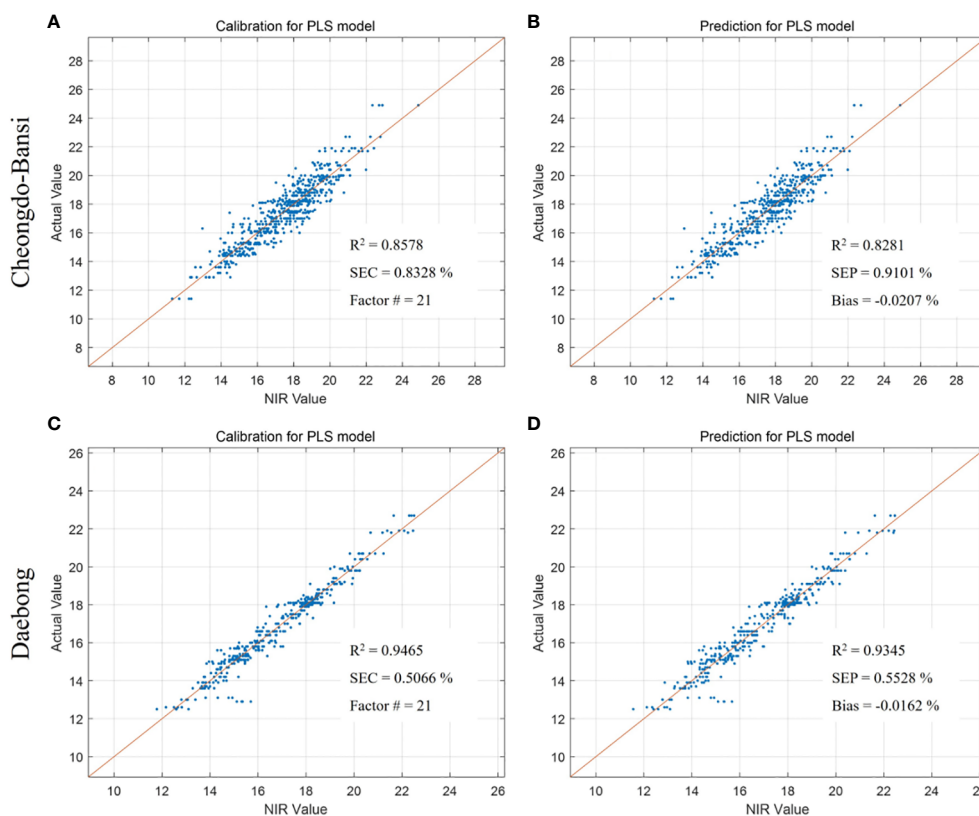 A
Calibration for PLS model
28
26
24
22
20
18
16
14
12
10
8
Actual Value
Cheongdo-Bansi
R² = 0.8578
SEC = 0.8328 %
Factor # = 21
8 10 12 14 16 18 20 22 24 26 28
NIR Value
B
Prediction for PLS model
28
26
24
22
20
18
16
14
12
10
8
Actual Value
R² = 0.8281
SEP = 0.9101 %
Bias = -0.0207 %
8 10 12 14 16 18 20 22 24 26 28
NIR Value
C
Calibration for PLS model
26
24
22
20
18
16
14
12
10
Actual Value
Daebong
R² = 0.9465
SEC = 0.5066 %
Factor # = 21
10 12 14 16 18 20 22 24 26
NIR Value
D
Prediction for PLS model
26
24
22
20
18
16
14
12
10
Actual Value
R² = 0.9345
SEP = 0.5528 %
Bias = -0.0162 %
10 12 14 16 18 20 22 24
NIR Value